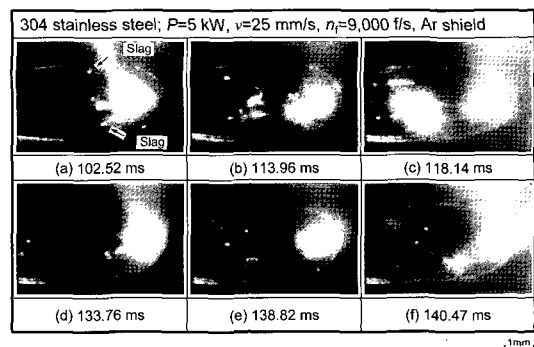 304 stainless steel; P=5 kW, v=25 mm/s, nf=9,000 f/s, Ar shield
Slag
Slag
(a) 102.52 ms
(b) 113.96 ms
(c) 118.14 ms
(d) 133.76 ms
(e) 138.82 ms
(f) 140.47 ms
1mm